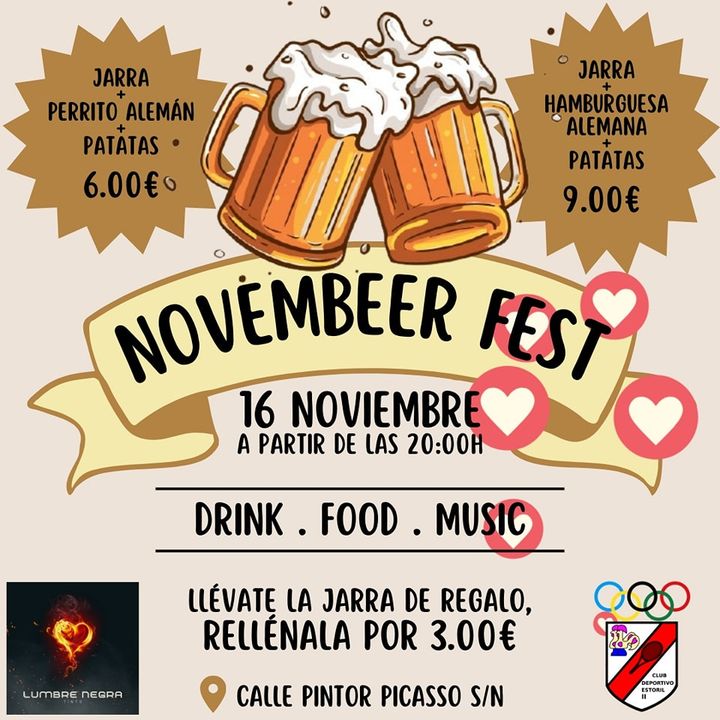 JARRA
+
PERRITO ALEMÁN
+
PATATAS
6.00€
JARRA
+
HAMBURGUESA
ALEMANA
+
PATATAS
9.00€
NOVEMBEER FEST
16 NOVIEMBRE
A PARTIR DE LAS 20:00H
DRINK . FOOD . MUSIC
LLÉVATE LA JARRA DE REGALO,
RELLÉNALA POR 3.00€
CALLE PINTOR PICASSO S/N
LUMBRE NEGRA
TINTO
CLUB
DEPORTIVO
ESTORIL
II